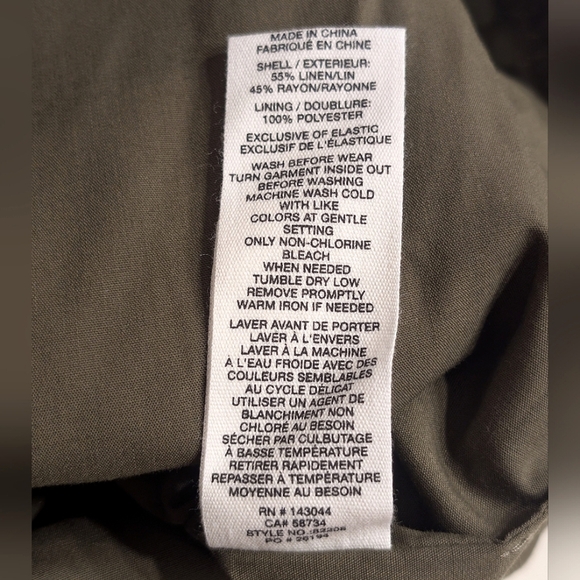 MADE IN CHINA
FABRIQUÉ EN CHINE
SHELL / EXTERIEUR:
55% LINEN/LIN
45% RAYON/RAYONNE
LINING / DOUBLURE:
100% POLYESTER
EXCLUSIVE OF ELASTIC
EXCLUSIF DE L'ÉLASTIQUE
WASH BEFORE WEAR
TURN GARMENT INSIDE OUT
BEFORE WASHING
MACHINE WASH COLD
WITH LIKE
COLORS AT GENTLE
SETTING
ONLY NON-CHLORINE
BLEACH
WHEN NEEDED
TUMBLE DRY LOW
REMOVE PROMPTLY
WARM IRON IF NEEDED
LAVER AVANT DE PORTER
LAVER À L'ENVERS
LAVER À LA MACHINE
À L'EAU FROIDE AVEC DES
COULEURS SEMBLABLES
AU CYCLE DÉLICAT
UTILISER UN AGENT DE
BLANCHIMENT NON
CHLORÉ AU BESOIN
SÉCHER PAR CULBUTAGE
À BASSE TEMPÉRATURE
RETIRER RAPIDEMENT
REPASSER À TEMPÉRATURE
MOYENNE AU BESOIN
RN # 143044
CA# 58734
STYLE NO.:
PO #